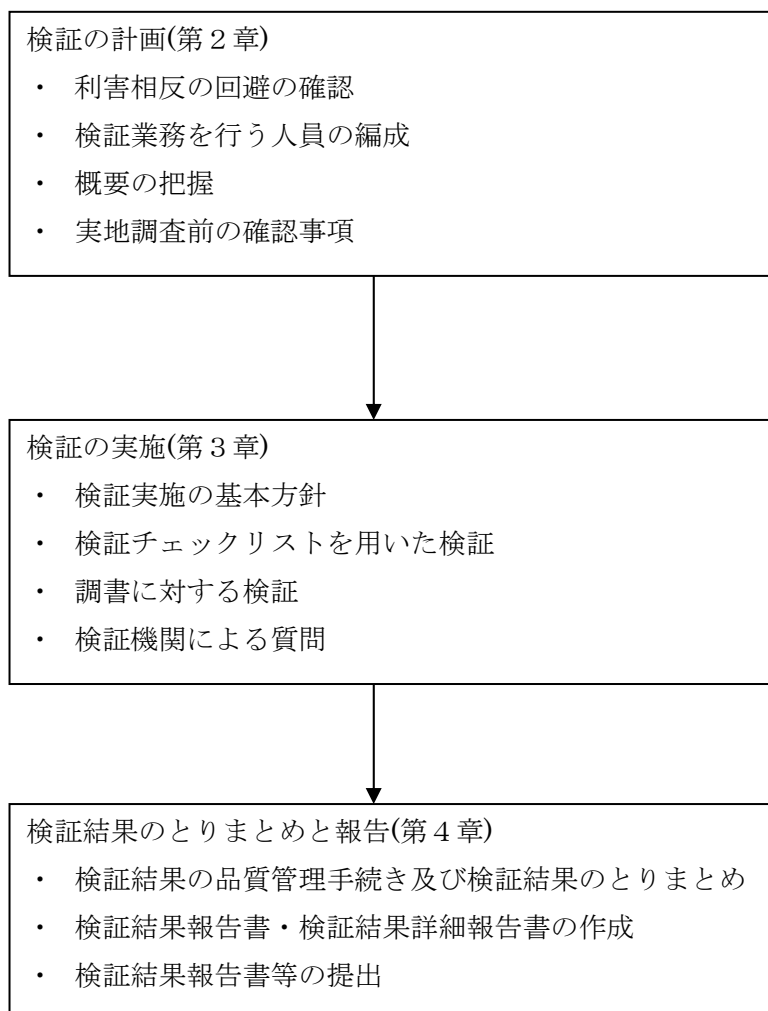 検証の計画(第２章)
・ 利害相反の回避の確認
・ 検証業務を行う人員の編成
・ 概要の把握
・ 実地調査前の確認事項
検証の実施(第３章)
・ 検証実施の基本方針
・ 検証チェックリストを用いた検証
・ 調書に対する検証
・ 検証機関による質問
検証結果のとりまとめと報告(第４章)
・ 検証結果の品質管理手続き及び検証結果のとりまとめ
・ 検証結果報告書・検証結果詳細報告書の作成
・ 検証結果報告書等の提出